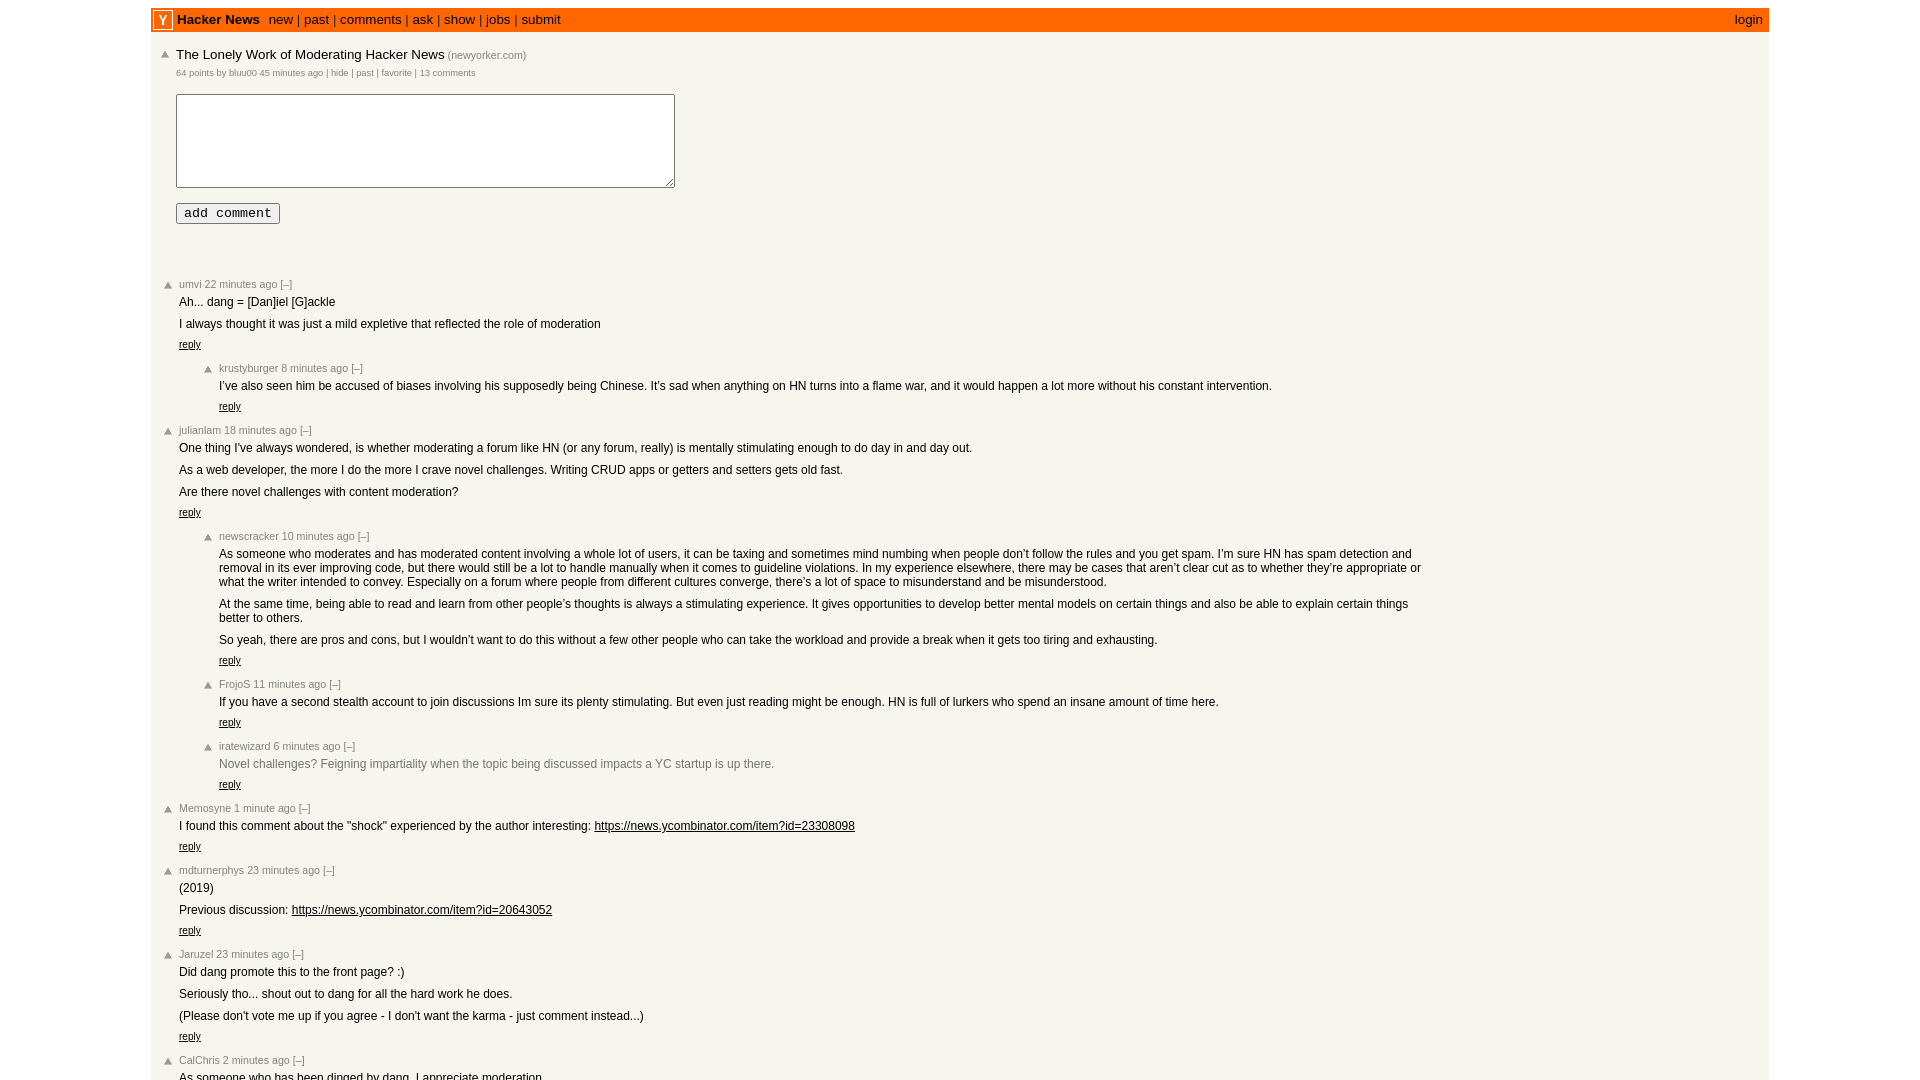 Y Hacker News new | past | comments | ask | show | jobs | submit login
The Lonely Work of Moderating Hacker News (newyorker.com)
64 points by bluu00 45 minutes ago | hide | past | favorite | 13 comments
add comment
umvi 22 minutes ago [–]
Ah... dang = [Dan]iel [G]ackle
I always thought it was just a mild expletive that reflected the role of moderation
reply
krustyburger 8 minutes ago [–]
I’ve also seen him be accused of biases involving his supposedly being Chinese. It’s sad when anything on HN turns into a flame war, and it would happen a lot more without his constant intervention.
reply
julianlam 18 minutes ago [–]
One thing I've always wondered, is whether moderating a forum like HN (or any forum, really) is mentally stimulating enough to do day in and day out.
As a web developer, the more I do the more I crave novel challenges. Writing CRUD apps or getters and setters gets old fast.
Are there novel challenges with content moderation?
reply
newscracker 10 minutes ago [–]
As someone who moderates and has moderated content involving a whole lot of users, it can be taxing and sometimes mind numbing when people don’t follow the rules and you get spam. I’m sure HN has spam detection and
removal in its ever improving code, but there would still be a lot to handle manually when it comes to guideline violations. In my experience elsewhere, there may be cases that aren’t clear cut as to whether they’re appropriate or
what the writer intended to convey. Especially on a forum where people from different cultures converge, there’s a lot of space to misunderstand and be misunderstood.
At the same time, being able to read and learn from other people’s thoughts is always a stimulating experience. It gives opportunities to develop better mental models on certain things and also be able to explain certain things
better to others.
So yeah, there are pros and cons, but I wouldn’t want to do this without a few other people who can take the workload and provide a break when it gets too tiring and exhausting.
reply
FrojoS 11 minutes ago [–]
If you have a second stealth account to join discussions Im sure its plenty stimulating. But even just reading might be enough. HN is full of lurkers who spend an insane amount of time here.
reply
iratewizard 6 minutes ago [–]
Novel challenges? Feigning impartiality when the topic being discussed impacts a YC startup is up there.
reply
Memosyne 1 minute ago [–]
I found this comment about the "shock" experienced by the author interesting: https://news.ycombinator.com/item?id=23308098
reply
mdturnerphys 23 minutes ago [–]
(2019)
Previous discussion: https://news.ycombinator.com/item?id=20643052
reply
Jaruzel 23 minutes ago [–]
Did dang promote this to the front page? :)
Seriously tho... shout out to dang for all the hard work he does.
(Please don't vote me up if you agree - I don't want the karma - just comment instead...)
reply
CalChris 2 minutes ago [–]
As someone who has been dinged by dang, I appreciate moderation.